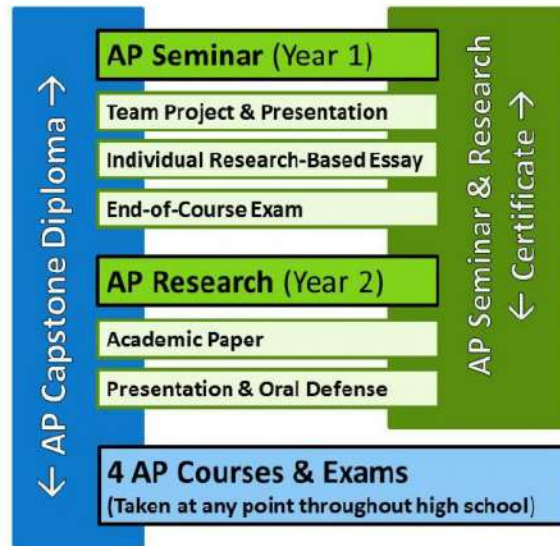 ← AP Capstone Diploma →
AP Seminar (Year 1)
Team Project & Presentation
Individual Research-Based Essay
End-of-Course Exam
AP Research (Year 2)
Academic Paper
Presentation & Oral Defense
AP Seminar & Research
← Certificate →
4 AP Courses & Exams
(Taken at any point throughout high school)